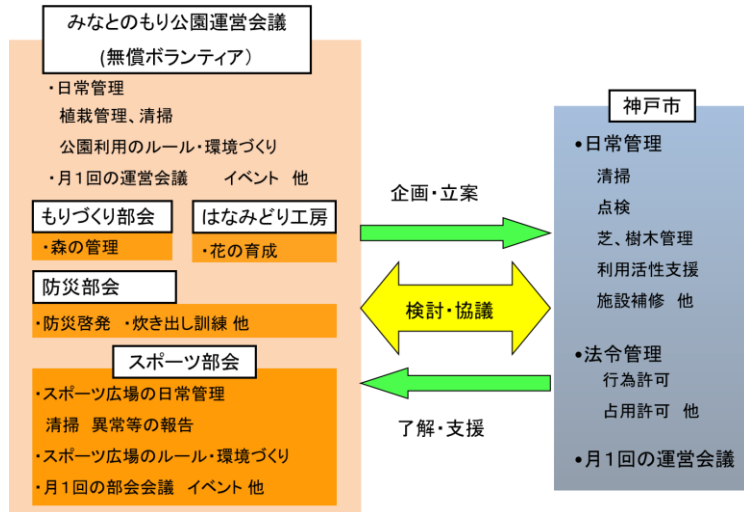 みなとのもり公園運営会議
(無償ボランティア)
・日常管理
植栽管理、清掃
公園利用のルール・環境づくり
・月1回の運営会議　イベント　他
もりづくり部会
・森の管理
はなみどり工房
・花の育成
防災部会
・防災啓発　・炊き出し訓練 他
スポーツ部会
・スポーツ広場の日常管理
清掃　異常等の報告
・スポーツ広場のルール・環境づくり
・月1回の部会会議　イベント 他
企画・立案
検討・協議
了解・支援
神戸市
•日常管理
清掃
点検
芝、樹木管理
利用活性支援
施設補修　他
•法令管理
行為許可
占用許可　他
•月1回の運営会議